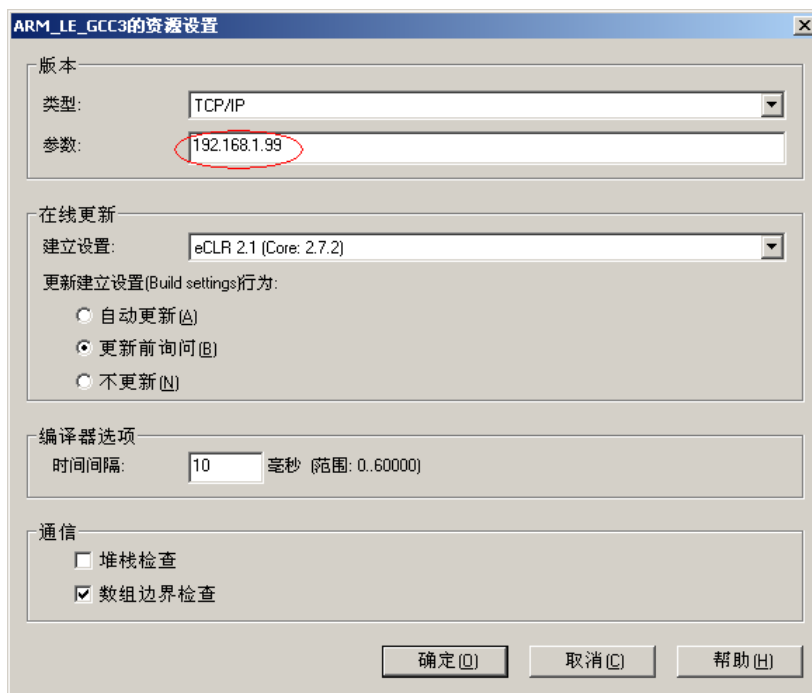 ARM_LE_GCC3的资源设置
版本
类型: TCP/IP
参数: 192.168.1.99
在线更新
建立设置: eCLR 2.1 (Core: 2.7.2)
更新建立设置(Build settings)行为:
自动更新(A)
更新前询问(B)
不更新(N)
编译器选项
时间间隔: 10 毫秒 (范围: 0..60000)
通信
堆栈检查
数组边界检查
确定(O) 取消(C) 帮助(H)